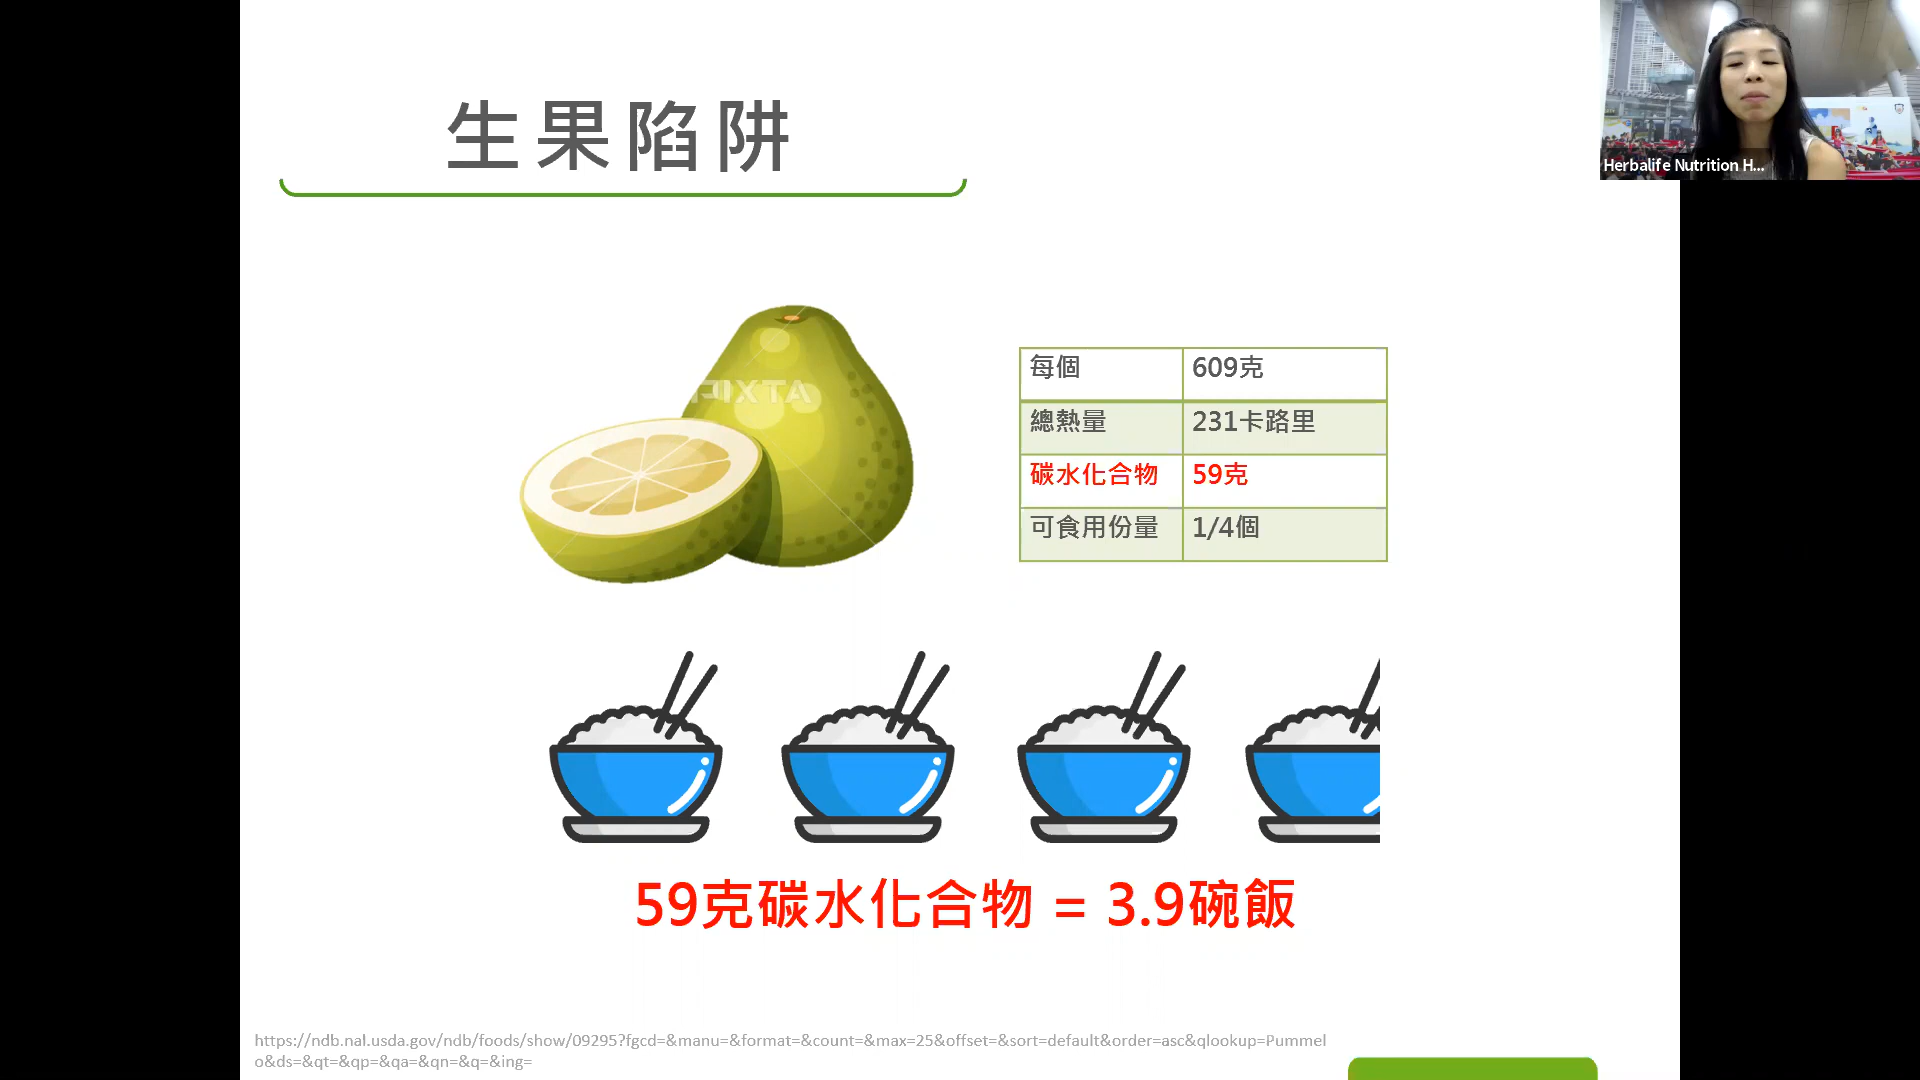 生果陷阱
Herbalife Nutrition H...
PIXTA
每個 609克
總熱量 231卡路里
碳水化合物 59克
可食用份量 1/4個
59克碳水化合物 = 3.9碗飯
https://ndb.nal.usda.gov/ndb/foods/show/09295?fgcd=&manu=&format=&count=&max=25&offset=&sort=default&order=asc&qlookup=Pummel
o&ds=&qt=&qp=&qa=&qn=&q=&ing=